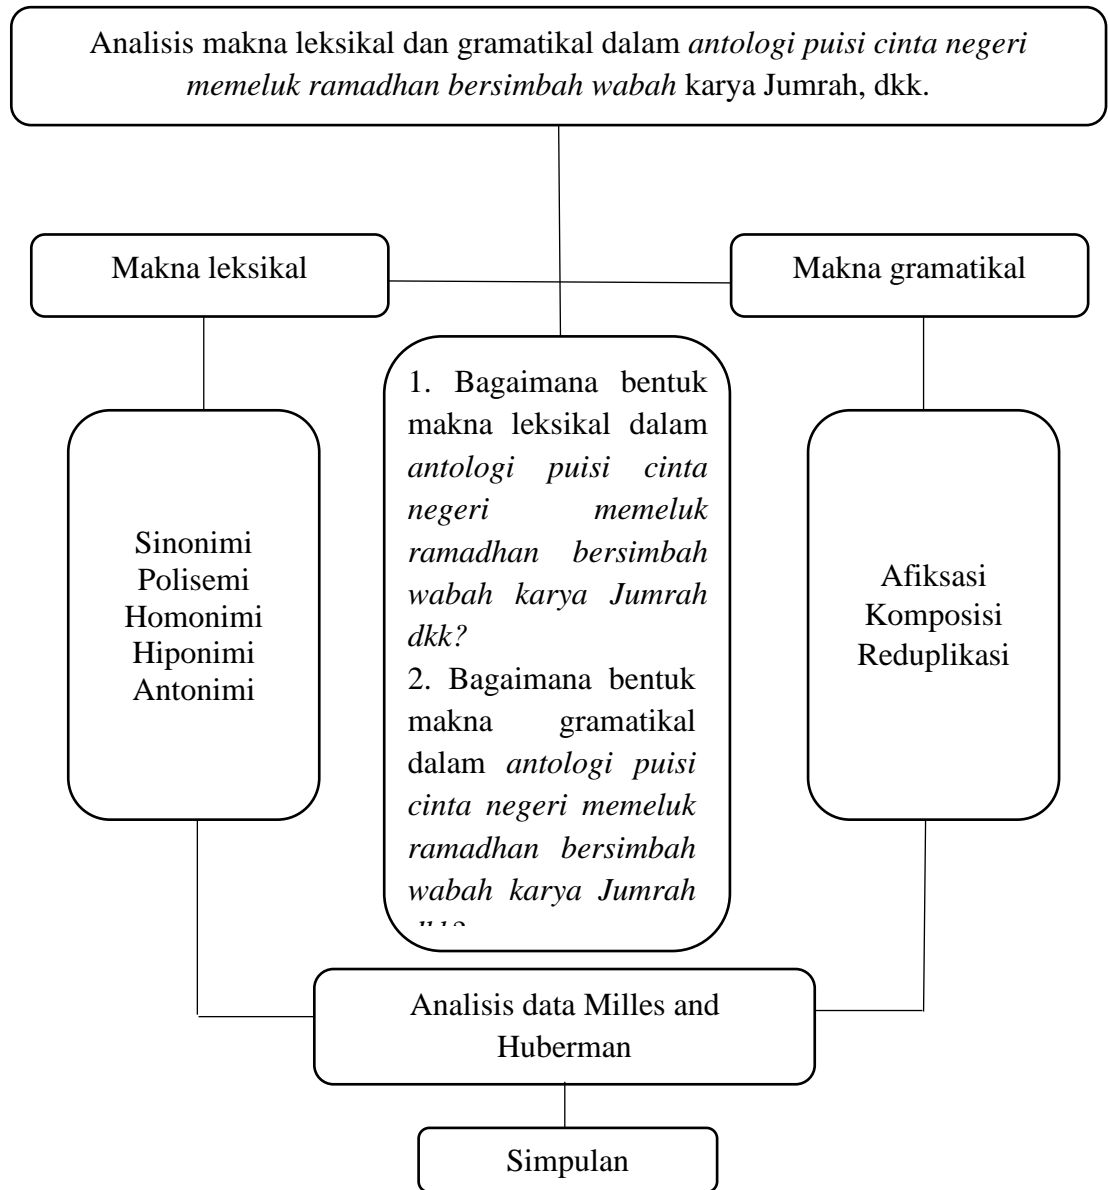 Analisis makna leksikal dan gramatikal dalam antologi puisi cinta negeri
memeluk ramadhan bersimbah wabah karya Jumrah, dkk.
Makna leksikal
Makna gramatikal
Sinonimi
Polisemi
Homonimi
Hiponimi
Antonimi
1. Bagaimana bentuk
makna leksikal dalam
antologi puisi cinta
negeri memeluk
ramadhan bersimbah
wabah karya Jumrah
dkk?
2. Bagaimana bentuk
makna gramatikal
dalam antologi puisi
cinta negeri memeluk
ramadhan bersimbah
wabah karya Jumrah
Afiksasi
Komposisi
Reduplikasi
Analisis data Milles and
Huberman
Simpulan